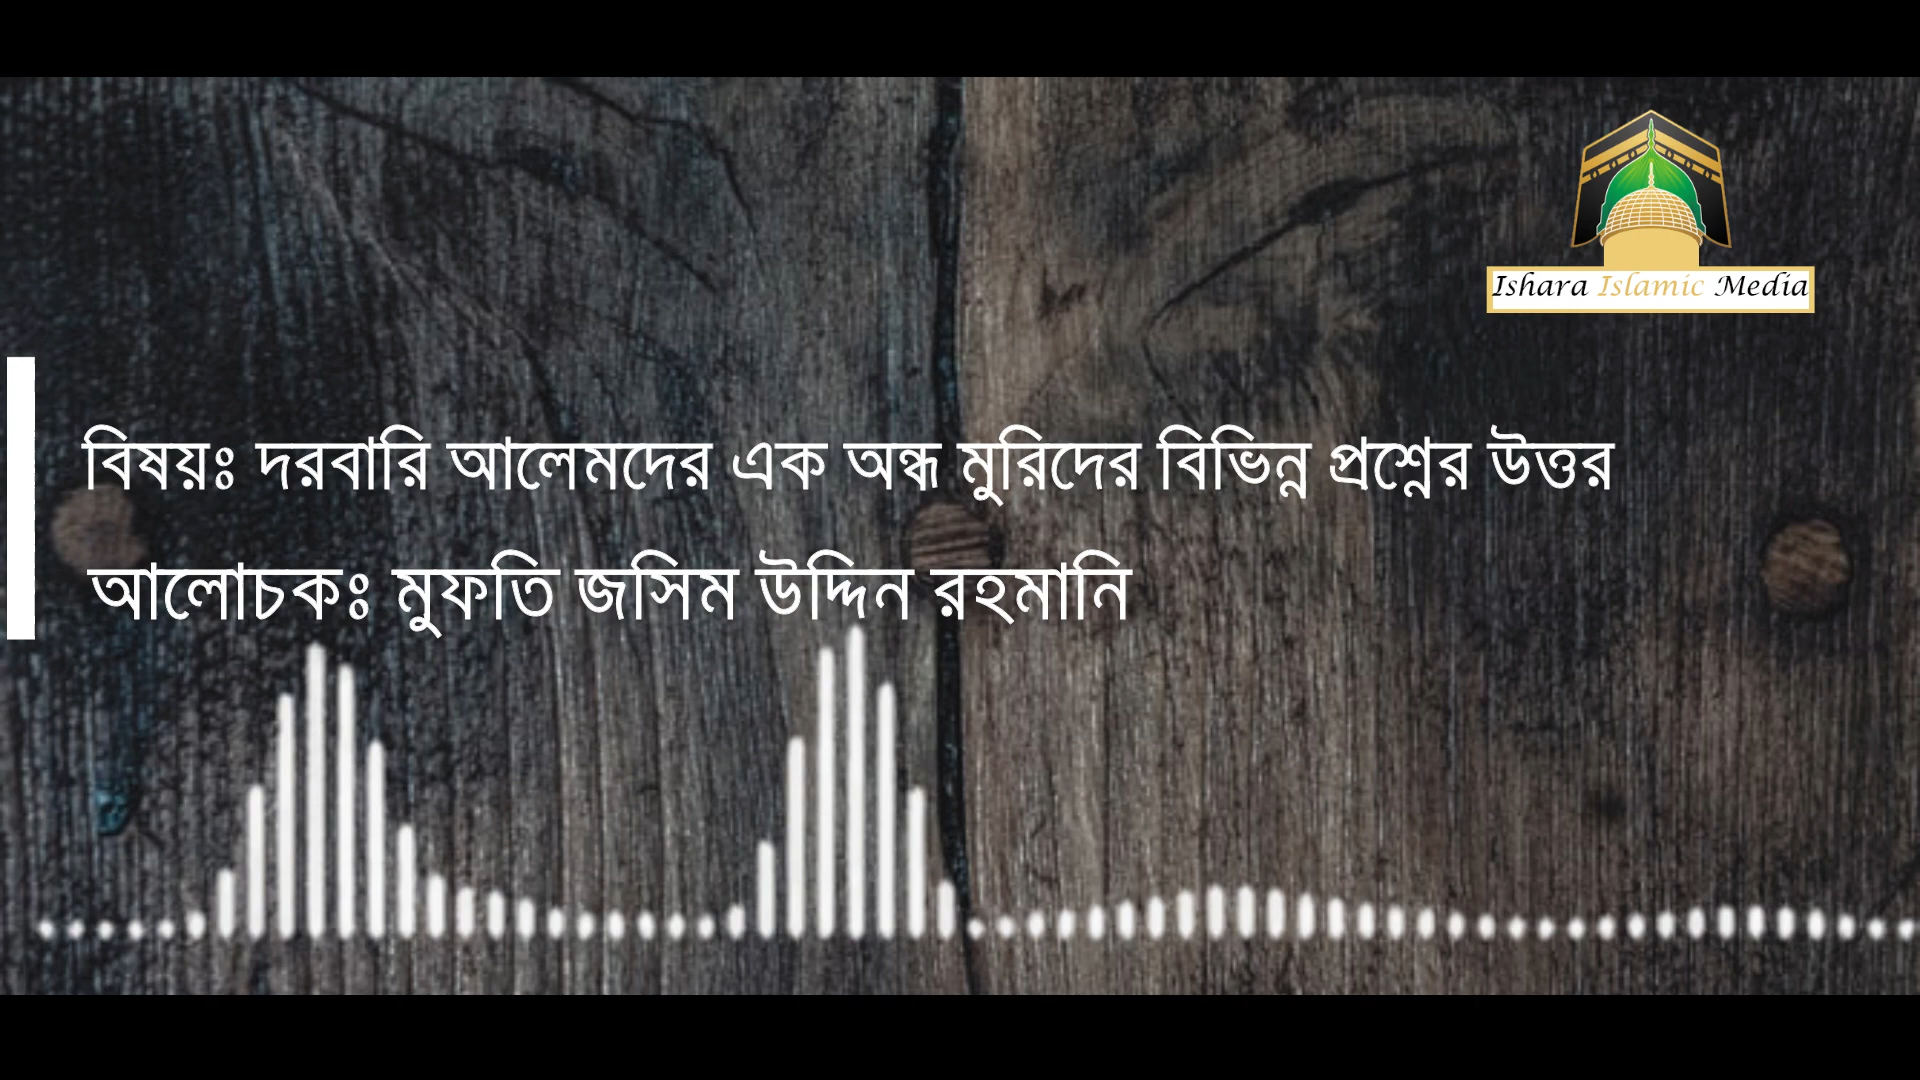 Ishara Islamic Media
বিষয়ঃ দরবারি আলেমদের এক অন্ধ মুরিদের বিভিন্ন প্রশ্নের উত্তর
আলোচকঃ মুফতি জসিম উদ্দিন রহমানি